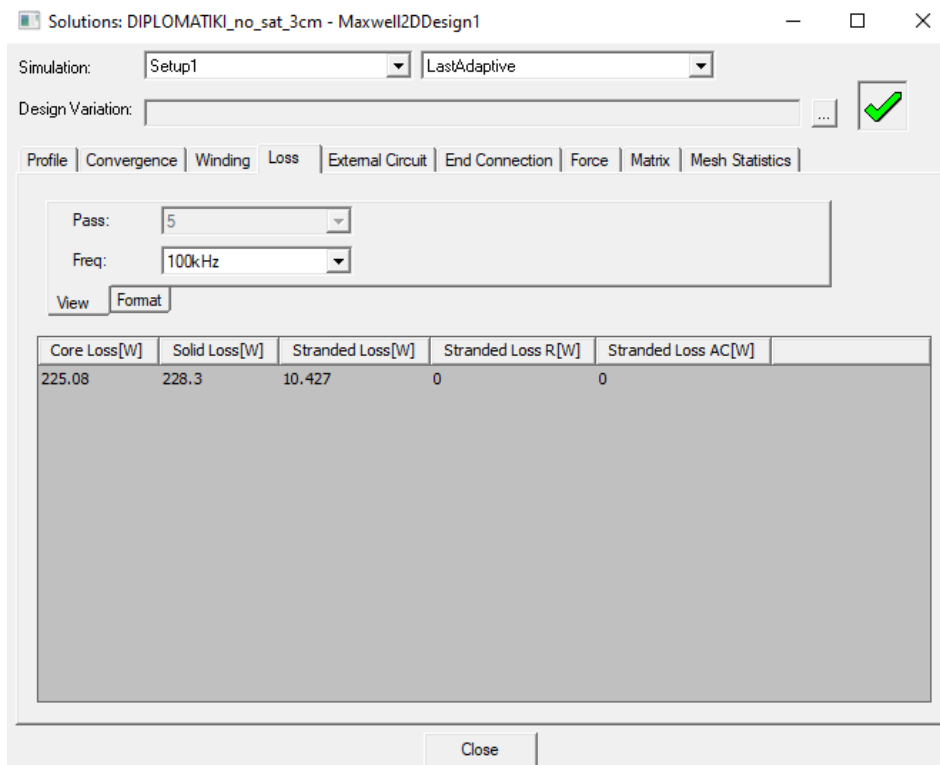 Solutions: DIPLOMATIKI_no_sat_3cm - Maxwell2DDesign1
Simulation: Setup1 LastAdaptive
Design Variation: ...
Profile Convergence Winding Loss External Circuit End Connection Force Matrix Mesh Statistics
Pass: 5
Freq: 100kHz
View Format
Core Loss[W] Solid Loss[W] Stranded Loss[W] Stranded Loss R[W] Stranded Loss AC[W]
225.08 228.3 10.427 0 0
Close